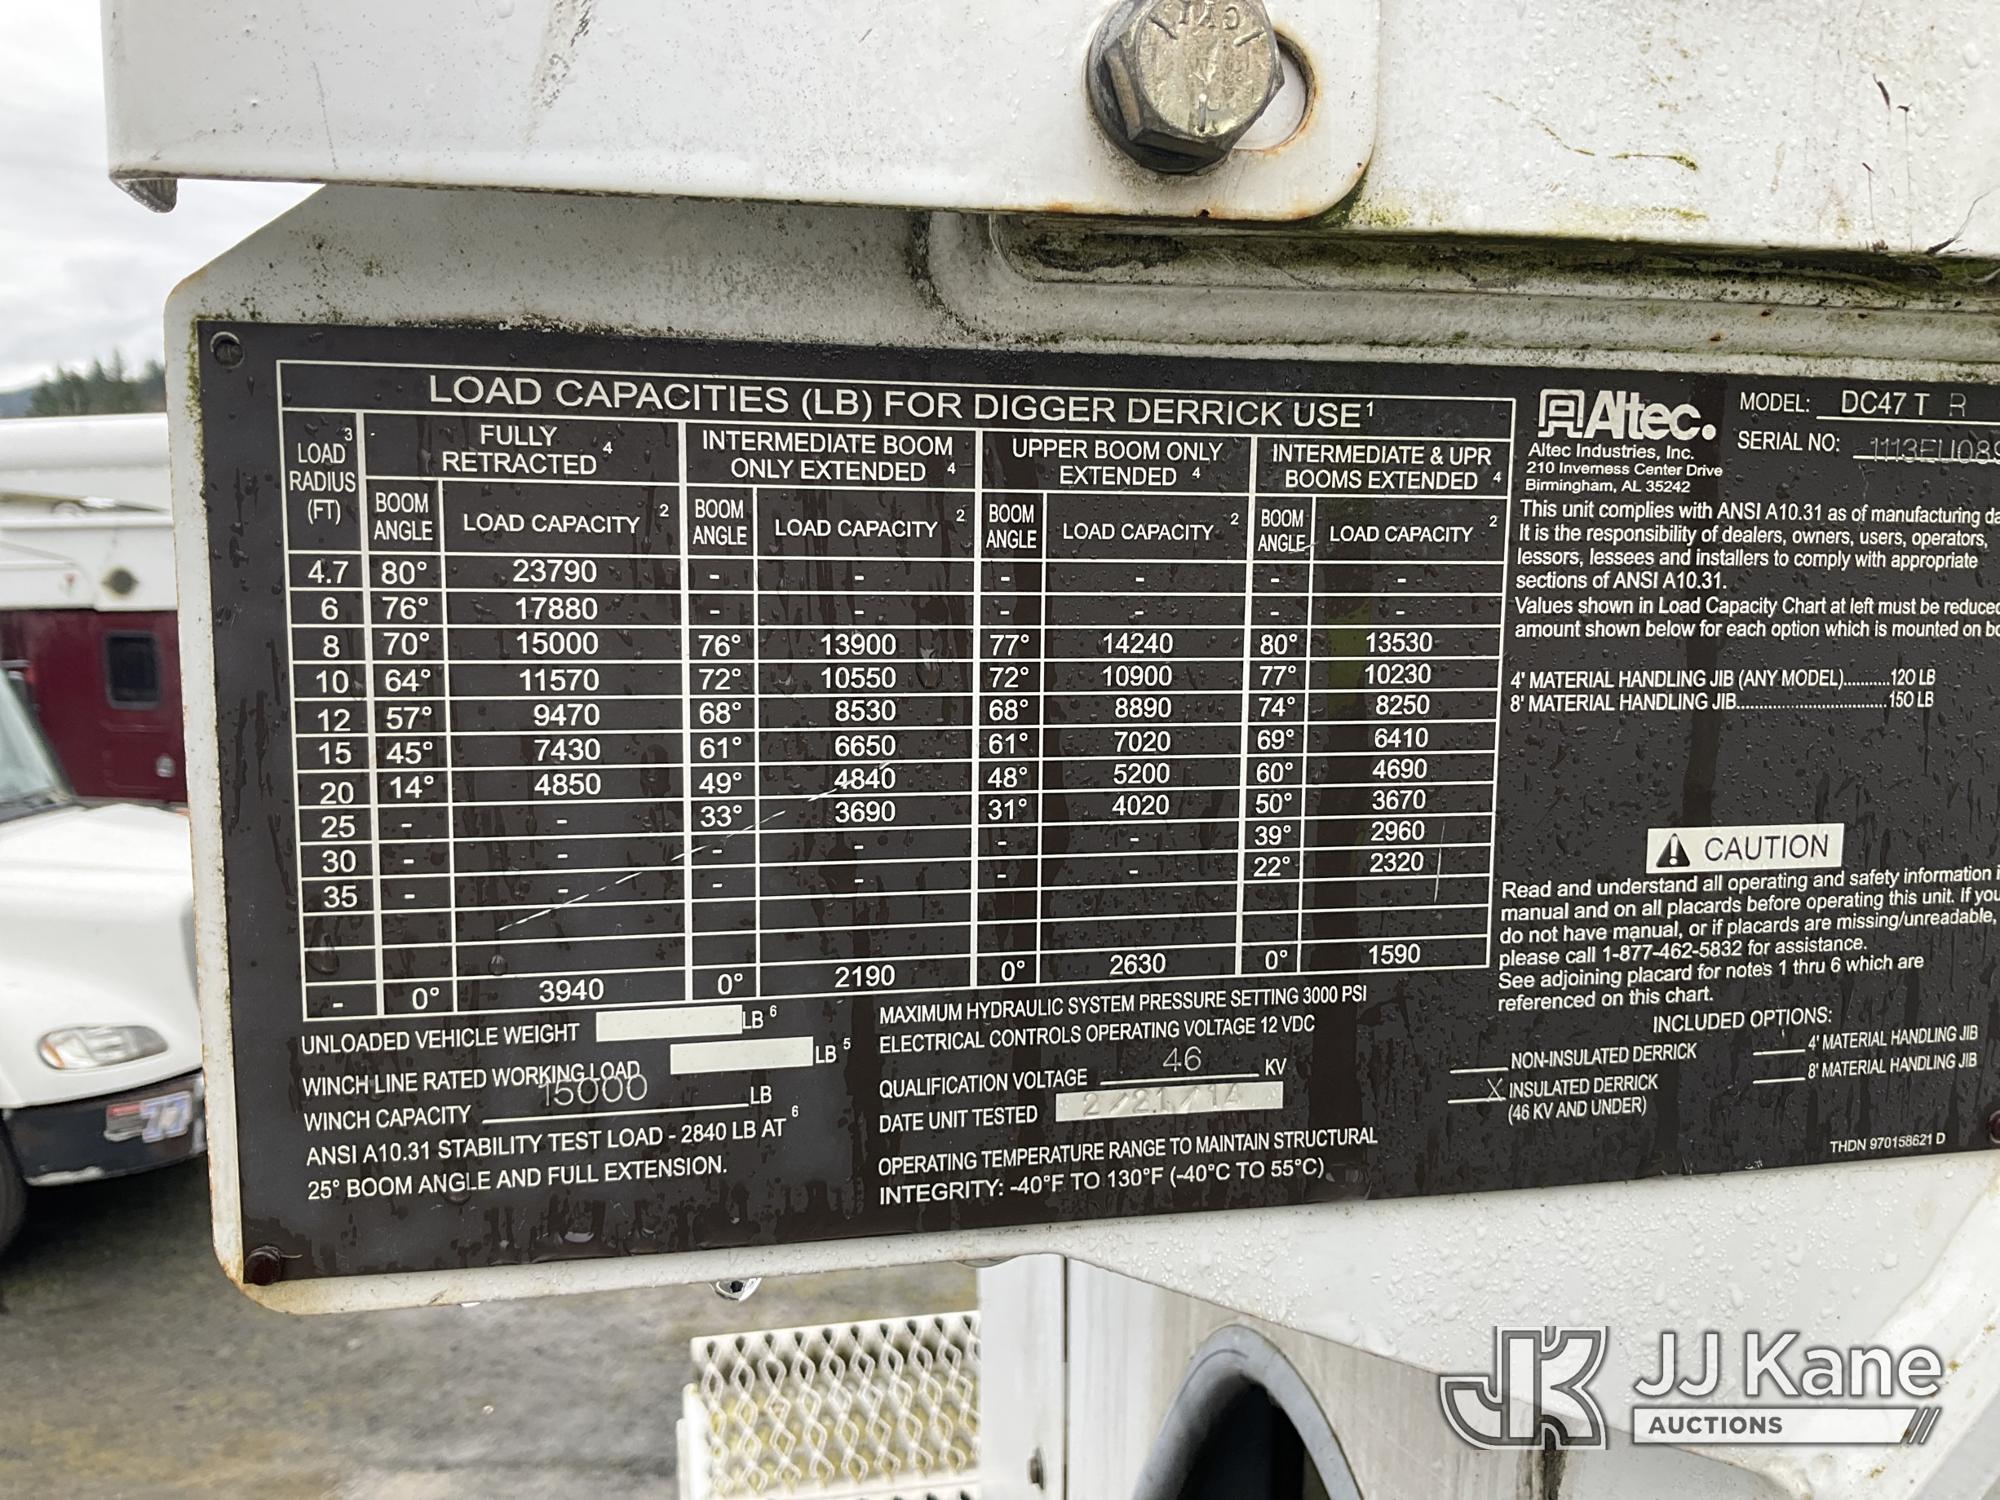 LOAD CAPACITIES (LB) FOR DIGGER DERRICK USE 1
LOAD 3 RADIUS (FT)
FULLY RETRACTED 4
INTERMEDIATE BOOM ONLY EXTENDED 4
UPPER BOOM ONLY EXTENDED 4
INTERMEDIATE & UPR BOOMS EXTENDED 4
BOOM ANGLE LOAD CAPACITY 2 BOOM ANGLE LOAD CAPACITY 2 BOOM ANGLE LOAD CAPACITY 2 BOOM ANGLE LOAD CAPACITY 2
4.7 80° 23790 - - - - - -
6 76° 17880 - - - - - -
8 70° 15000 76° 13900 77° 14240 80° 13530
10 64° 11570 72° 10550 72° 10900 77° 10230
12 57° 9470 68° 8530 68° 8890 74° 8250
15 45° 7430 61° 6650 61° 7020 69° 6410
20 14° 4850 49° 4840 48° 5200 60° 4690
25 - - 33° 3690 31° 4020 50° 3670
30 - - - - - - 39° 2960
35 - - - - - - 22° 2320
- 0° 3940 0° 2190 0° 2630 0° 1590
UNLOADED VEHICLE WEIGHT LB 6
WINCH LINE RATED WORKING LOAD LB 5
WINCH CAPACITY 15000 LB
ANSI A10.31 STABILITY TEST LOAD - 2840 LB AT 6
25° BOOM ANGLE AND FULL EXTENSION.
MAXIMUM HYDRAULIC SYSTEM PRESSURE SETTING 3000 PSI
ELECTRICAL CONTROLS OPERATING VOLTAGE 12 VDC
QUALIFICATION VOLTAGE 46 KV
DATE UNIT TESTED 2/21/14
OPERATING TEMPERATURE RANGE TO MAINTAIN STRUCTURAL
INTEGRITY: -40°F TO 130°F (-40°C TO 55°C)
Altec.
Altec Industries, Inc.
210 Inverness Center Drive
Birmingham, AL 35242
MODEL: DC47 T R
SERIAL NO: 1113EU089
This unit complies with ANSI A10.31 as of manufacturing da
It is the responsibility of dealers, owners, users, operators,
lessors, lessees and installers to comply with appropriate
sections of ANSI A10.31.
Values shown in Load Capacity Chart at left must be reduced
amount shown below for each option which is mounted on bo
4' MATERIAL HANDLING JIB (ANY MODEL)..........120 LB
8' MATERIAL HANDLING JIB.................................150 LB
CAUTION
Read and understand all operating and safety information i
manual and on all placards before operating this unit. If you
do not have manual, or if placards are missing/unreadable,
please call 1-877-462-5832 for assistance.
See adjoining placard for notes 1 thru 6 which are
referenced on this chart.
INCLUDED OPTIONS:
NON-INSULATED DERRICK
X INSULATED DERRICK
(46 KV AND UNDER)
4' MATERIAL HANDLING JIB
8' MATERIAL HANDLING JIB
THDN 970158621 D
77
JK JJ Kane
AUCTIONS